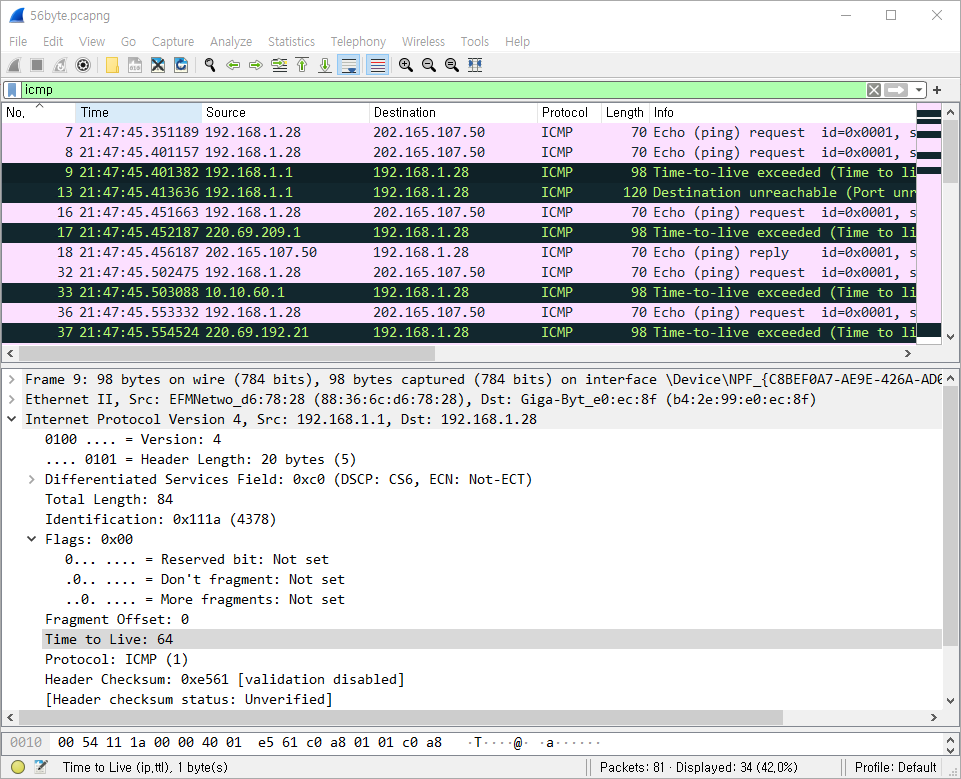 56byte.pcapng
File Edit View Go Capture Analyze Statistics Telephony Wireless Tools Help
icmp
No. Time Source Destination Protocol Length Info
7 21:47:45.351189 192.168.1.28 202.165.107.50 ICMP 70 Echo (ping) request id=0x0001, s
8 21:47:45.401157 192.168.1.28 202.165.107.50 ICMP 70 Echo (ping) request id=0x0001, s
9 21:47:45.401382 192.168.1.1 192.168.1.28 ICMP 98 Time-to-live exceeded (Time to li
13 21:47:45.413636 192.168.1.1 192.168.1.28 ICMP 120 Destination unreachable (Port unr
16 21:47:45.451663 192.168.1.28 202.165.107.50 ICMP 70 Echo (ping) request id=0x0001, s
17 21:47:45.452187 220.69.209.1 192.168.1.28 ICMP 98 Time-to-live exceeded (Time to li
18 21:47:45.456187 202.165.107.50 192.168.1.28 ICMP 70 Echo (ping) reply id=0x0001, s
32 21:47:45.502475 192.168.1.28 202.165.107.50 ICMP 70 Echo (ping) request id=0x0001, s
33 21:47:45.503088 10.10.60.1 192.168.1.28 ICMP 98 Time-to-live exceeded (Time to li
36 21:47:45.553332 192.168.1.28 202.165.107.50 ICMP 70 Echo (ping) request id=0x0001, s
37 21:47:45.554524 220.69.192.21 192.168.1.28 ICMP 98 Time-to-live exceeded (Time to li
Frame 9: 98 bytes on wire (784 bits), 98 bytes captured (784 bits) on interface \Device\NPF_{C8BEF0A7-AE9E-426A-AD6
Ethernet II, Src: EFMNetwo_d6:78:28 (88:36:6c:d6:78:28), Dst: Giga-Byt_e0:ec:8f (b4:2e:99:e0:ec:8f)
Internet Protocol Version 4, Src: 192.168.1.1, Dst: 192.168.1.28
0100 .... = Version: 4
.... 0101 = Header Length: 20 bytes (5)
Differentiated Services Field: 0xc0 (DSCP: CS6, ECN: Not-ECT)
Total Length: 84
Identification: 0x111a (4378)
Flags: 0x00
0... .... = Reserved bit: Not set
.0.. .... = Don't fragment: Not set
..0. .... = More fragments: Not set
Fragment Offset: 0
Time to Live: 64
Protocol: ICMP (1)
Header Checksum: 0xe561 [validation disabled]
[Header checksum status: Unverified]
0010 00 54 11 1a 00 00 40 01 e5 61 c0 a8 01 01 c0 a8 ·T····@· ·a······
Time to Live (ip,ttl), 1 byte(s) Packets: 81 · Displayed: 34 (42,0%) Profile: Default